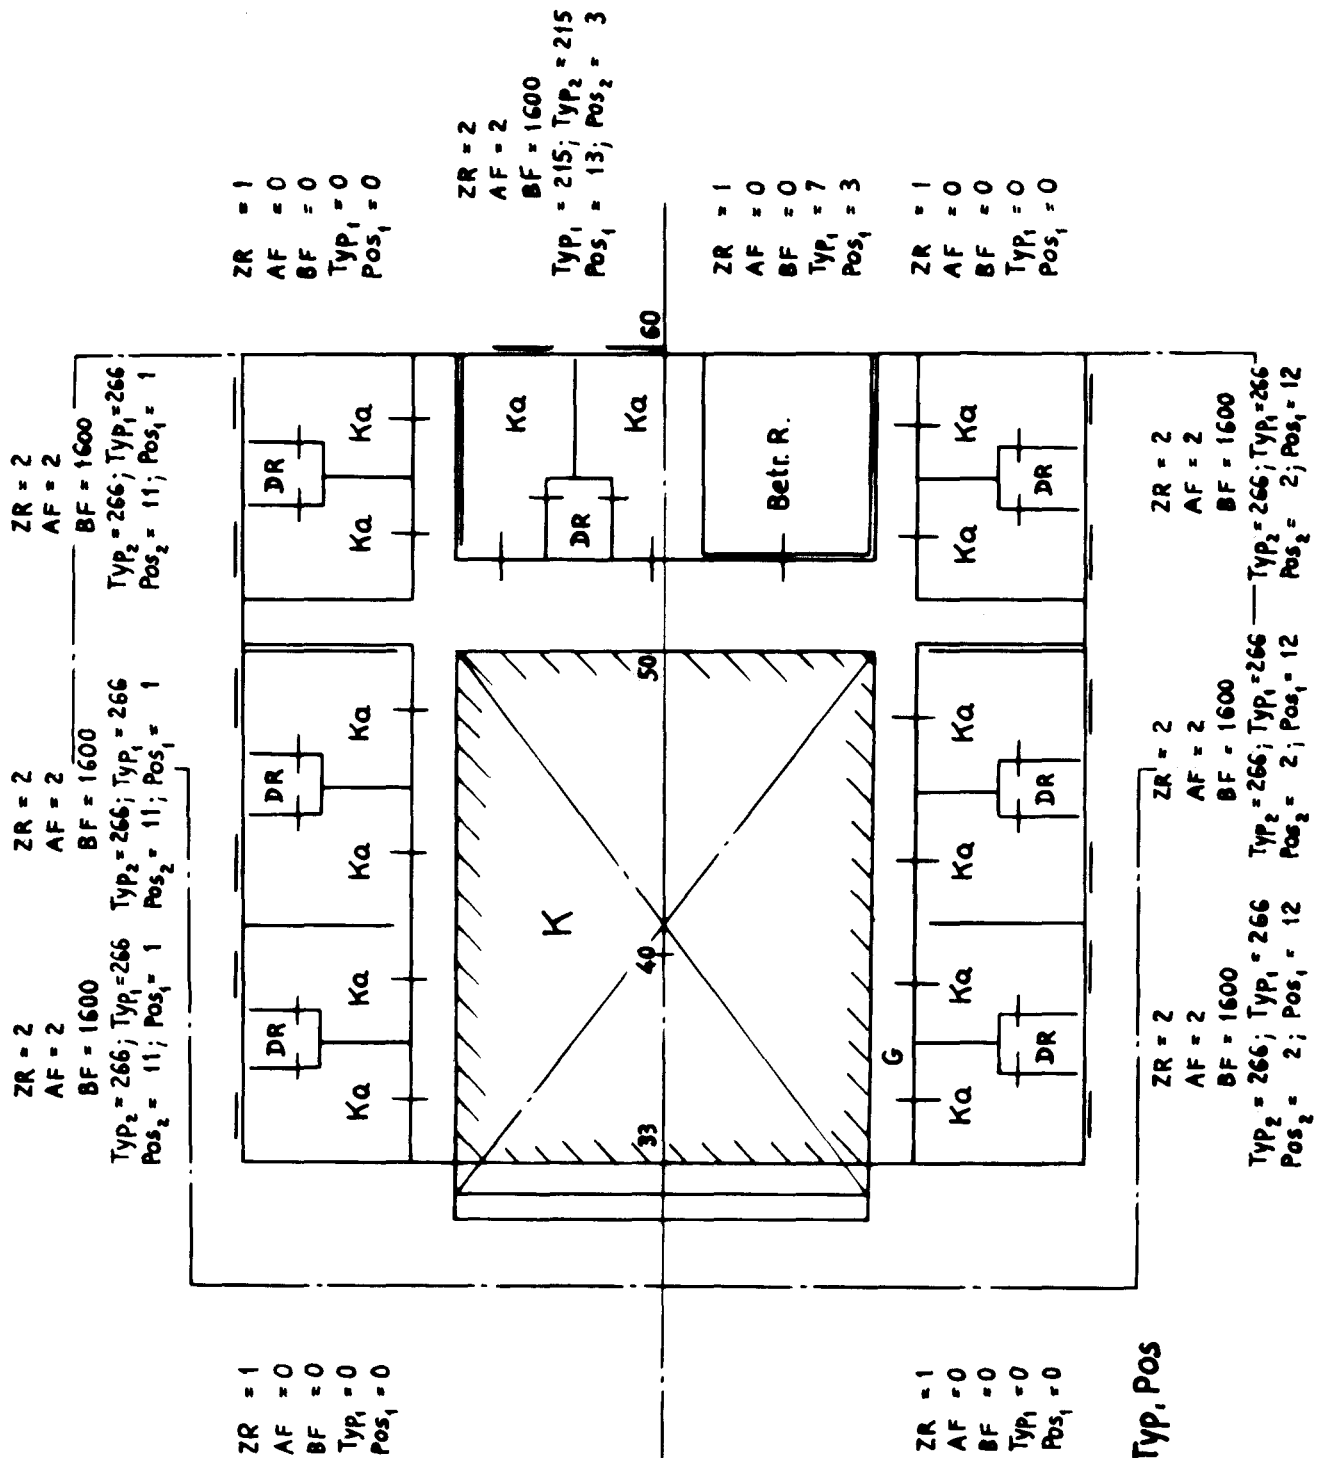 ZR = 2
AF = 2
BF = 1600
Typ₂ = 266; Typ₁ = 266
Pos₂ = 11; Pos₁ = 1
ZR = 2
AF = 2
BF = 1600
Typ₂ = 266; Typ₁ = 266
Pos₂ = 11; Pos₁ = 1
ZR = 2
AF = 2
BF = 1600
Typ₂ = 266; Typ₁ = 266
Pos₂ = 11; Pos₁ = 1
ZR = 1
AF = 0
BF = 0
Typ₁ = 0
Pos₁ = 0
ZR = 1
AF = 0
BF = 0
Typ₁ = 0
Pos₁ = 0
DR
DR
DR
Ka
Ka
Ka
Ka
Ka
Ka
ZR = 2
AF = 2
BF = 1600
Typ₁ = 215; Typ₂ = 215
Pos₁ = 13; Pos₂ = 3
Ka
DR
Ka
K
33
40
50
60
Betr. R.
ZR = 1
AF = 0
BF = 0
Typ₁ = 7
Pos₁ = 3
G
Ka
Ka
Ka
Ka
Ka
Ka
DR
DR
DR
ZR = 1
AF = 0
BF = 0
Typ₁ = 0
Pos₁ = 0
ZR = 1
AF = 0
BF = 0
Typ₁ = 0
Pos₁ = 0
Typ, Pos
ZR = 2
AF = 2
BF = 1600
Typ₂ = 266; Typ₁ = 266
Pos₂ = 2; Pos₁ = 12
ZR = 2
AF = 2
BF = 1600
Typ₂ = 266; Typ₁ = 266
Pos₂ = 2; Pos₁ = 12
ZR = 2
AF = 2
BF = 1600
Typ₂ = 266; Typ₁ = 266
Pos₂ = 2; Pos₁ = 12